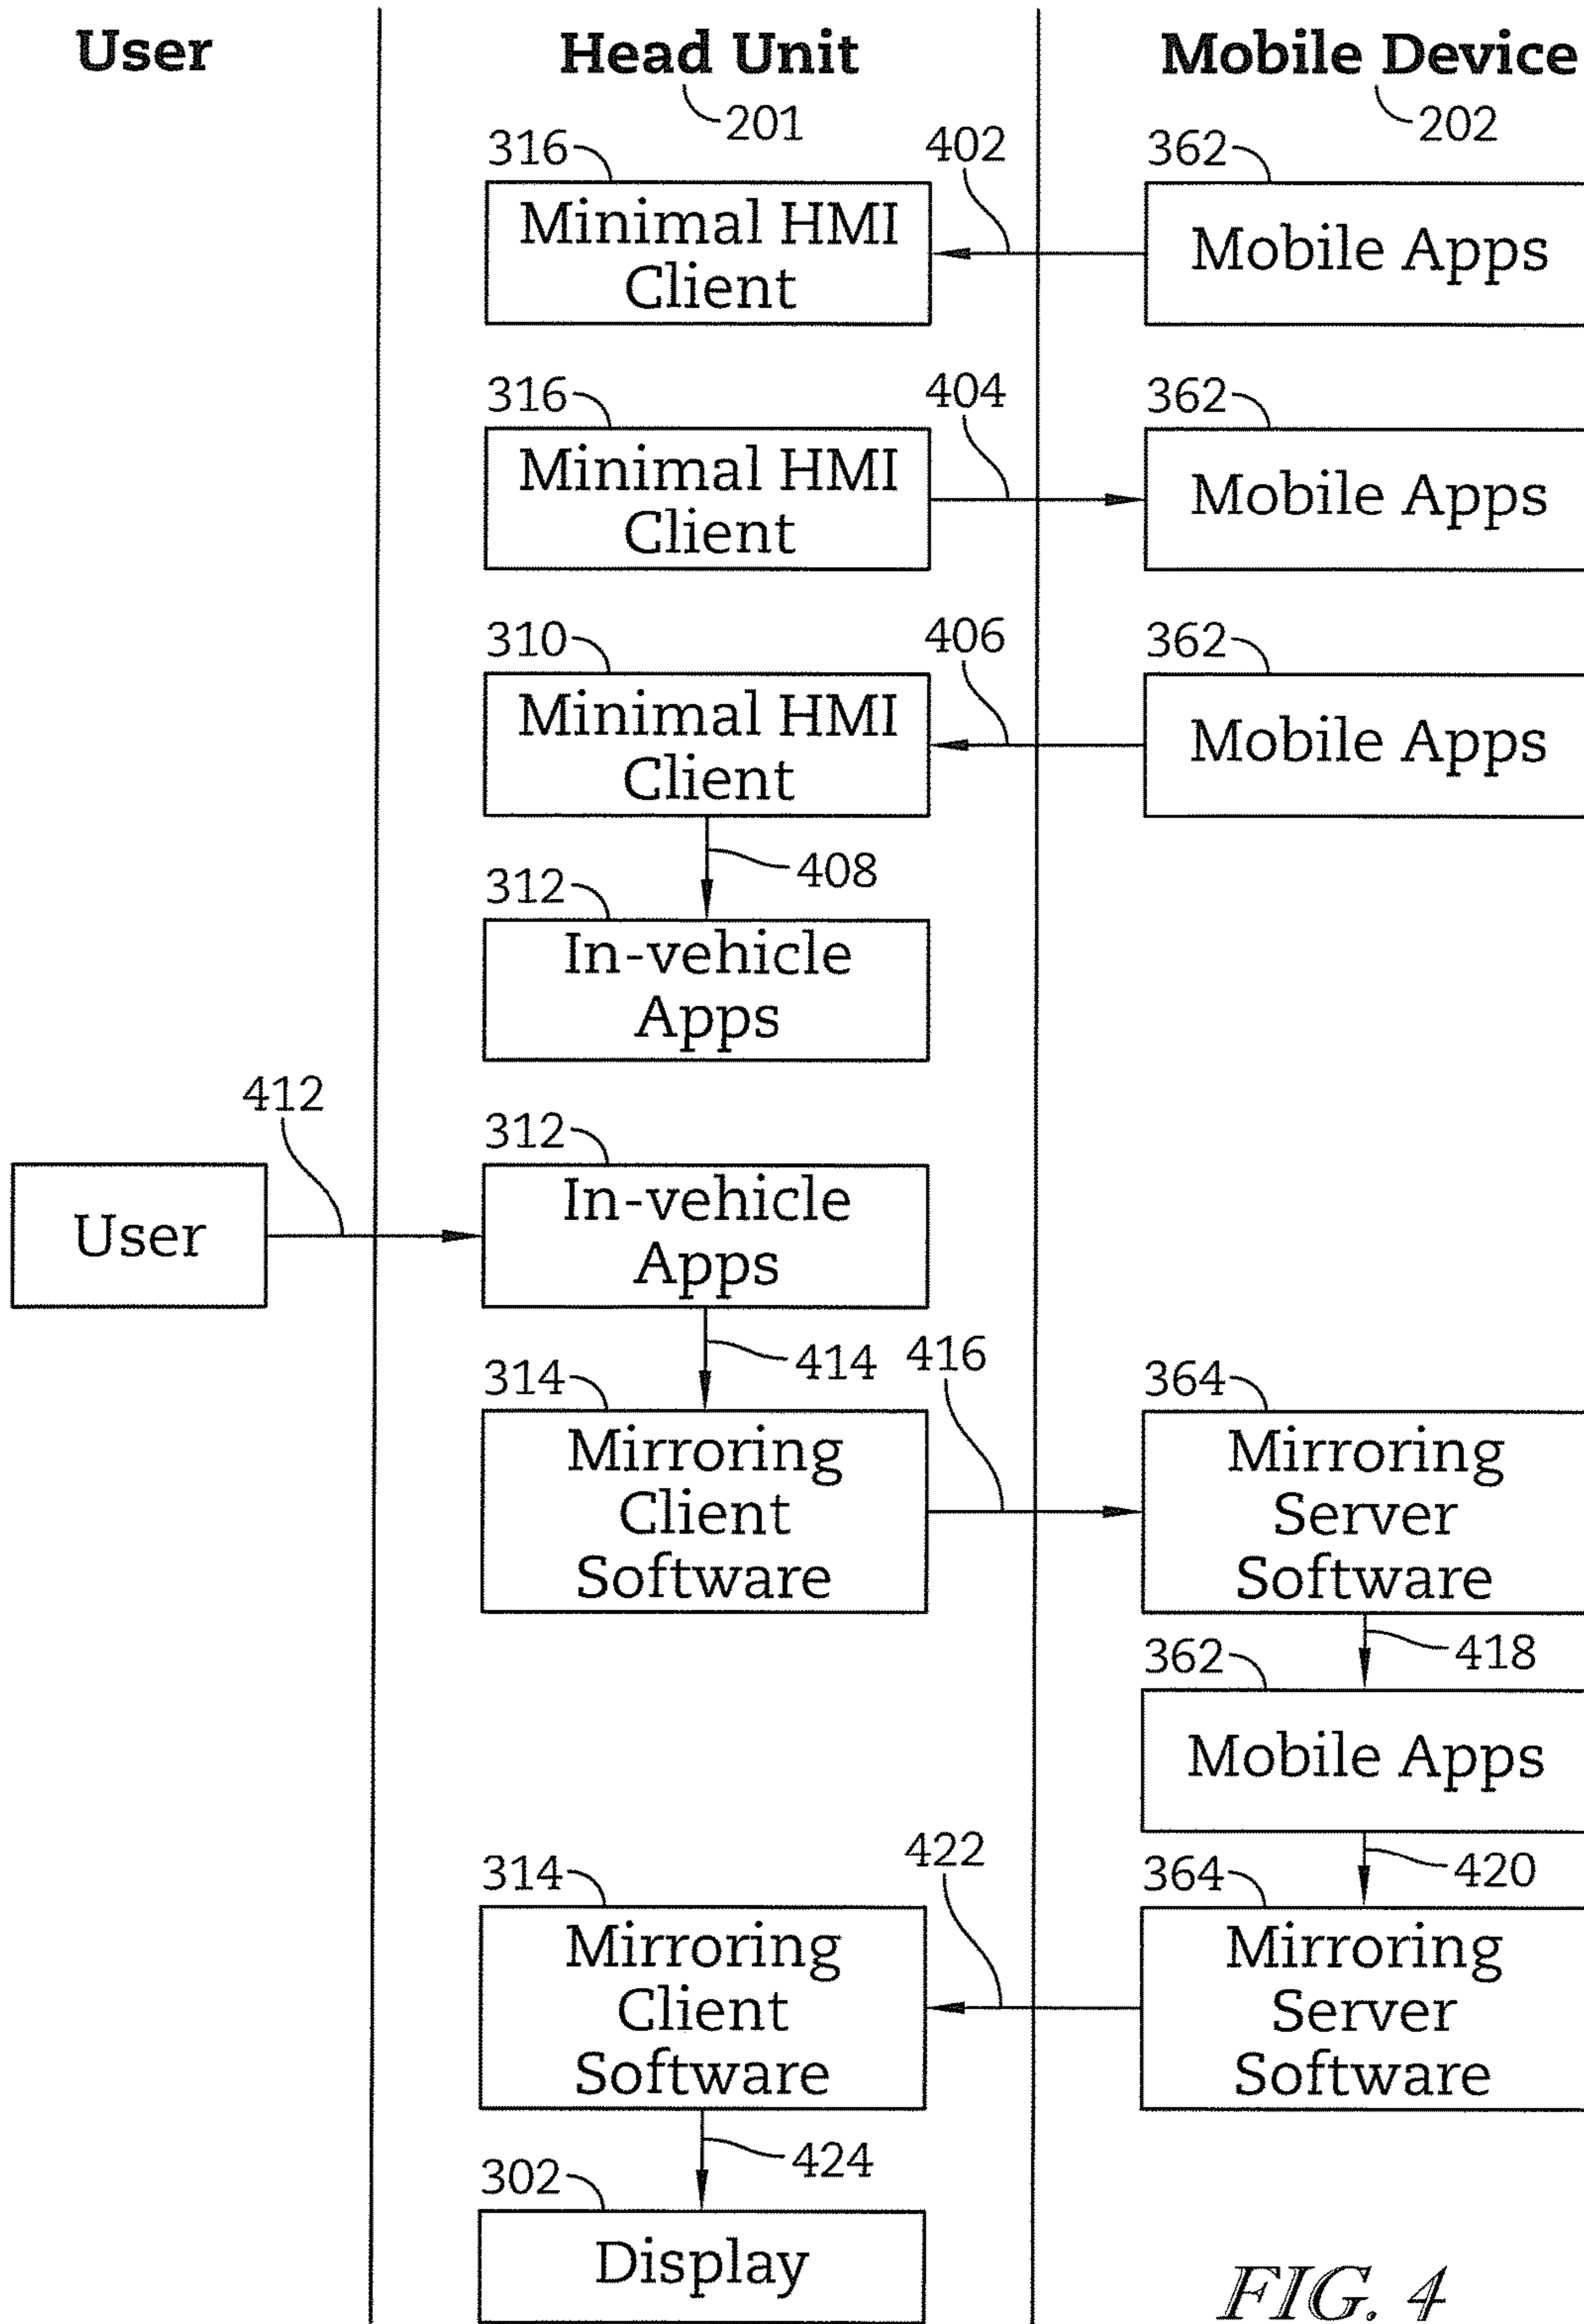 User
Head Unit
Mobile Device
201
202
316
402
362
Minimal HMI
Client
Mobile Apps
316
404
362
Minimal HMI
Client
Mobile Apps
310
406
362
Minimal HMI
Client
Mobile Apps
408
312
In-vehicle
Apps
412
312
User
In-vehicle
Apps
414
416
314
364
Mirroring
Client
Software
Mirroring
Server
Software
418
362
Mobile Apps
420
422
314
364
Mirroring
Client
Software
Mirroring
Server
Software
424
302
Display
FIG. 4